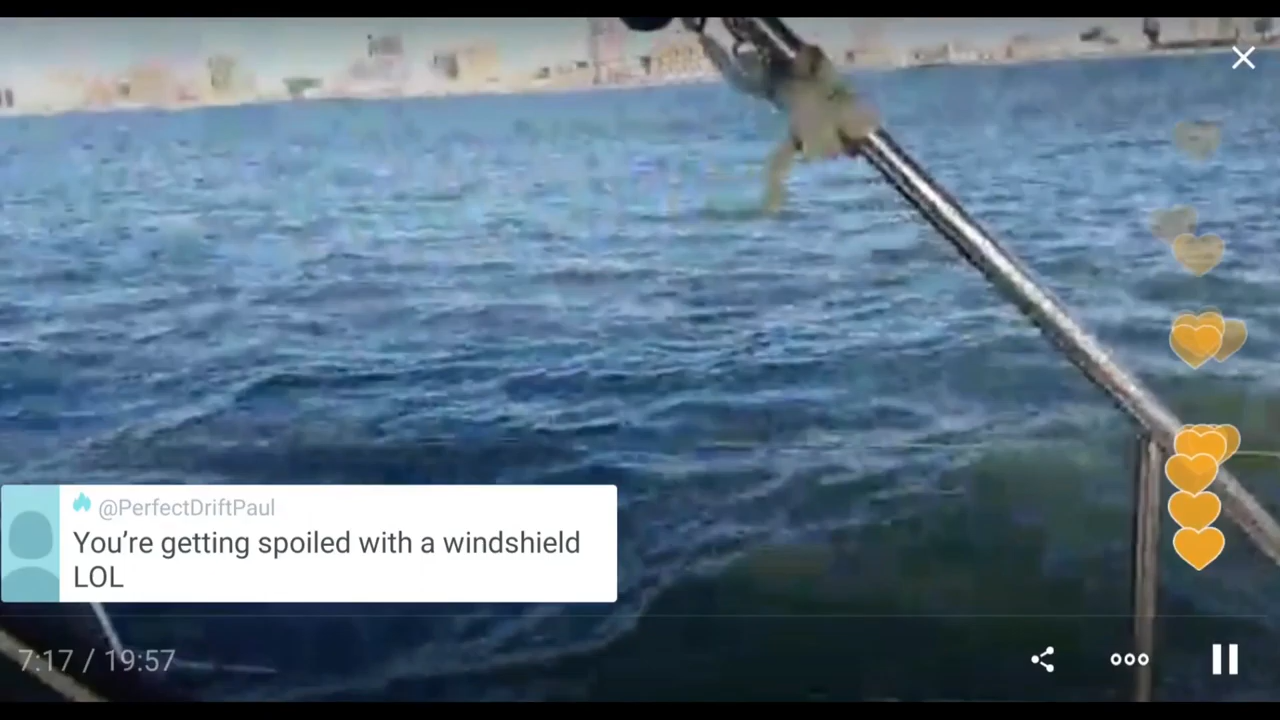 @PerfectDriftPaul
You’re getting spoiled with a windshield
LOL
7:17 / 19:57